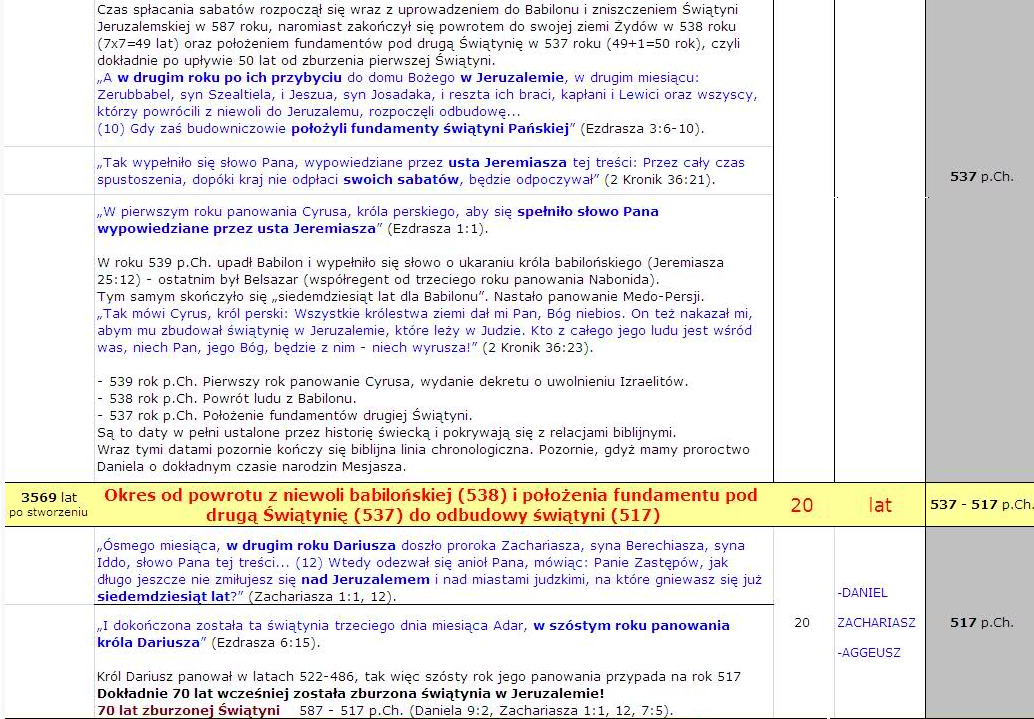 Czas spłacania sabatów rozpoczął się wraz z uprowadzeniem do Babilonu i zniszczeniem Świątyni
Jeruzalemskiej w 587 roku, naromiast zakończył się powrotem do swojej ziemi Żydów w 538 roku
(7x7=49 lat) oraz położeniem fundamentów pod drugą Świątynię w 537 roku (49+1=50 rok), czyli
dokładnie po upływie 50 lat od zburzenia pierwszej Świątyni.
„A w drugim roku po ich przybyciu do domu Bożego w Jeruzalemie, w drugim miesiącu:
Zerubbabel, syn Szealtiela, i Jeszua, syn Josadaka, i reszta ich braci, kapłani i Lewici oraz wszyscy,
którzy powrócili z niewoli do Jeruzalemu, rozpoczęli odbudowę...
(10) Gdy zaś budowniczowie położyli fundamenty świątyni Pańskiej” (Ezdrasza 3:6-10).
„Tak wypełniło się słowo Pana, wypowiedziane przez usta Jeremiasza tej treści: Przez cały czas
spustoszenia, dopóki kraj nie odpłaci swoich sabatów, będzie odpoczywał” (2 Kronik 36:21).
537 p.Ch.
„W pierwszym roku panowania Cyrusa, króla perskiego, aby się spełniło słowo Pana
wypowiedziane przez usta Jeremiasza” (Ezdrasza 1:1).
W roku 539 p.Ch. upadł Babilon i wypełniło się słowo o ukaraniu króla babilońskiego (Jeremiasza
25:12) - ostatnim był Belsazar (współregent od trzeciego roku panowania Nabonida).
Tym samym skończyło się „siedemdziesiąt lat dla Babilonu”. Nastało panowanie Medo-Persji.
„Tak mówi Cyrus, król perski: Wszystkie królestwa ziemi dał mi Pan, Bóg niebios. On też nakazał mi,
abym mu zbudował świątynię w Jeruzalemie, które leży w Judzie. Kto z całego jego ludu jest wśród
was, niech Pan, jego Bóg, będzie z nim - niech wyrusza!” (2 Kronik 36:23).
- 539 rok p.Ch. Pierwszy rok panowanie Cyrusa, wydanie dekretu o uwolnieniu Izraelitów.
- 538 rok p.Ch. Powrót ludu z Babilonu.
- 537 rok p.Ch. Położenie fundamentów drugiej Świątyni.
Są to daty w pełni ustalone przez historię świecką i pokrywają się z relacjami biblijnymi.
Wraz tymi datami pozornie kończy się biblijna linia chronologiczna. Pozornie, gdyż mamy proroctwo
Daniela o dokładnym czasie narodzin Mesjasza.
3569 lat
po stworzeniu
Okres od powrotu z niewoli babilońskiej (538) i położenia fundamentu pod
drugą Świątynię (537) do odbudowy świątyni (517)
20
lat
537 - 517 p.Ch.
„Ósmego miesiąca, w drugim roku Dariusza doszło proroka Zachariasza, syna Berechiasza, syna
Iddo, słowo Pana tej treści... (12) Wtedy odezwał się anioł Pana, mówiąc: Panie Zastępów, jak
długo jeszcze nie zmiłujesz się nad Jeruzalemem i nad miastami judzkimi, na które gniewasz się już
siedemdziesiąt lat?” (Zachariasza 1:1, 12).
„I dokończona została ta świątynia trzeciego dnia miesiąca Adar, w szóstym roku panowania
króla Dariusza” (Ezdrasza 6:15).
Król Dariusz panował w latach 522-486, tak więc szósty rok jego panowania przypada na rok 517
Dokładnie 70 lat wcześniej została zburzona świątynia w Jeruzalemie!
70 lat zburzonej Świątyni 587 - 517 p.Ch. (Daniela 9:2, Zachariasza 1:1, 12, 7:5).
20
-DANIEL
ZACHARIASZ
-AGGEUSZ
517 p.Ch.